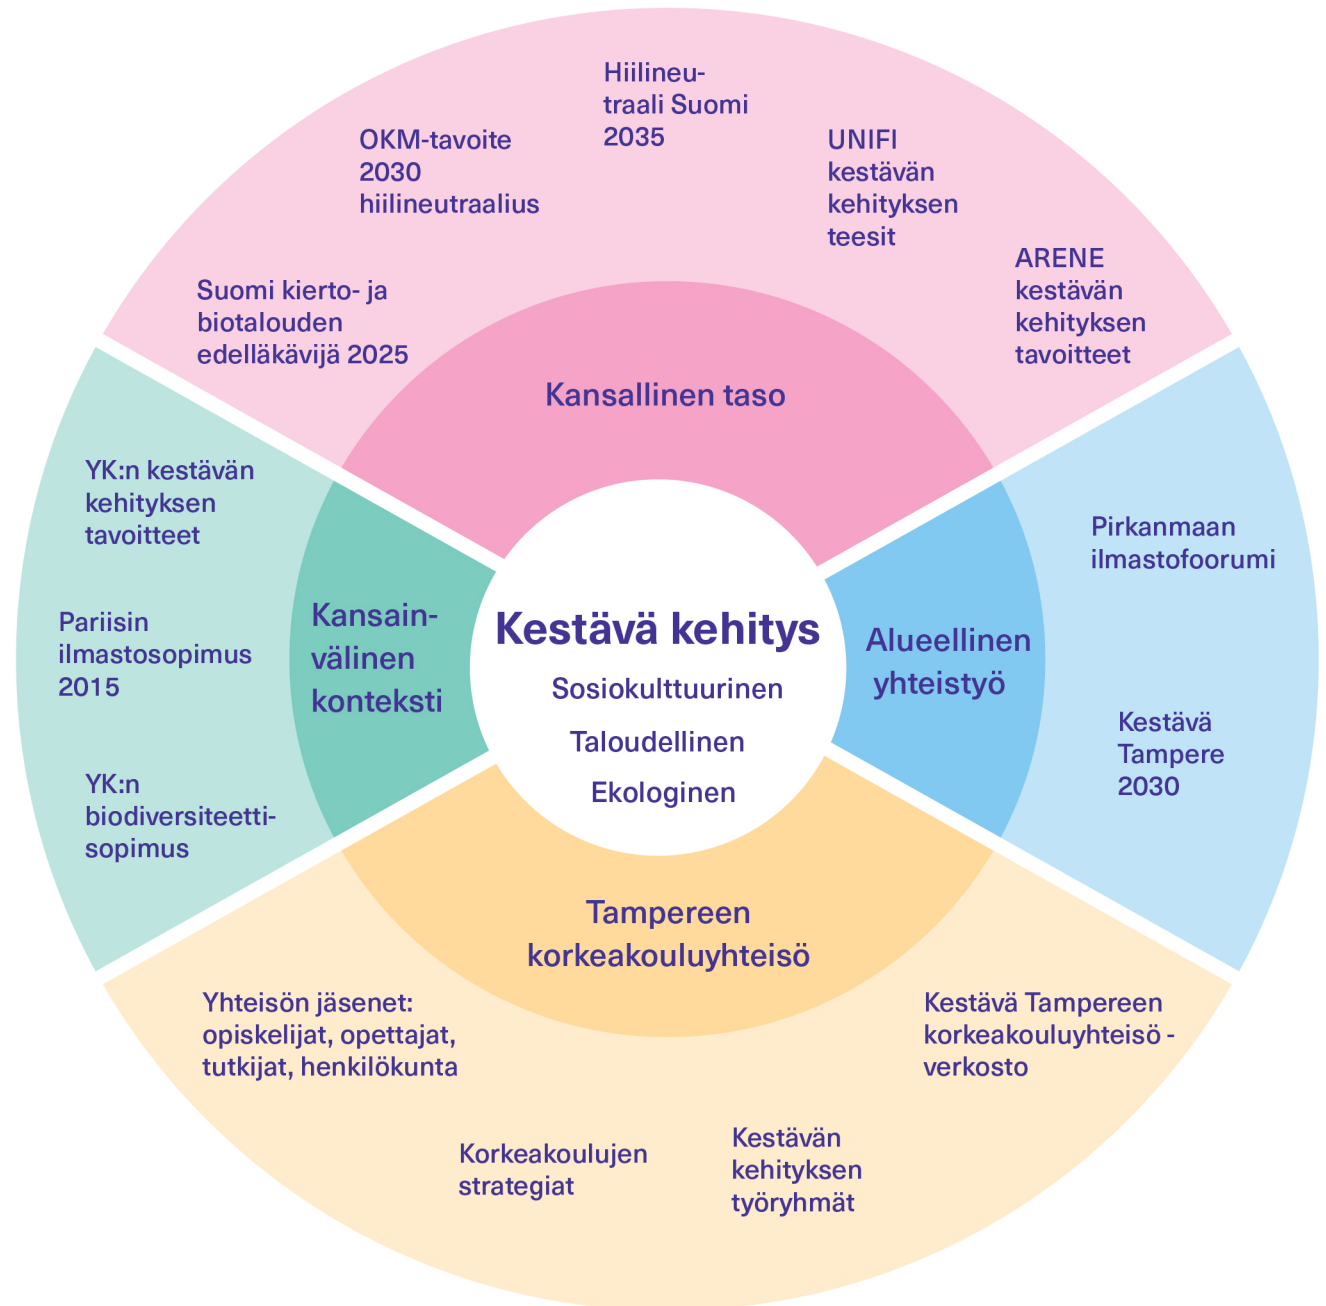 Hiilineu-
traali Suomi
2035
OKM-tavoite
2030
hiilineutraalius
UNIFI
kestävän
kehityksen
teesit
ARENE
kestävän
kehityksen
tavoitteet
Suomi kierto- ja
biotalouden
edelläkävijä 2025
Kansallinen taso
YK:n kestävän
kehityksen
tavoitteet
Pariisin
ilmastosopimus
2015
YK:n
biodiversiteetti-
sopimus
Kansain-
välinen
konteksti
Kestävä kehitys
Sosiokulttuurinen
Taloudellinen
Ekologinen
Alueellinen
yhteistyö
Pirkanmaan
ilmastofoorumi
Kestävä
Tampere
2030
Tampereen
korkeakouluyhteisö
Yhteisön jäsenet:
opiskelijat, opettajat,
tutkijat, henkilökunta
Korkeakoulujen
strategiat
Kestävän
kehityksen
työryhmät
Kestävä Tampereen
korkeakouluyhteisö -
verkosto